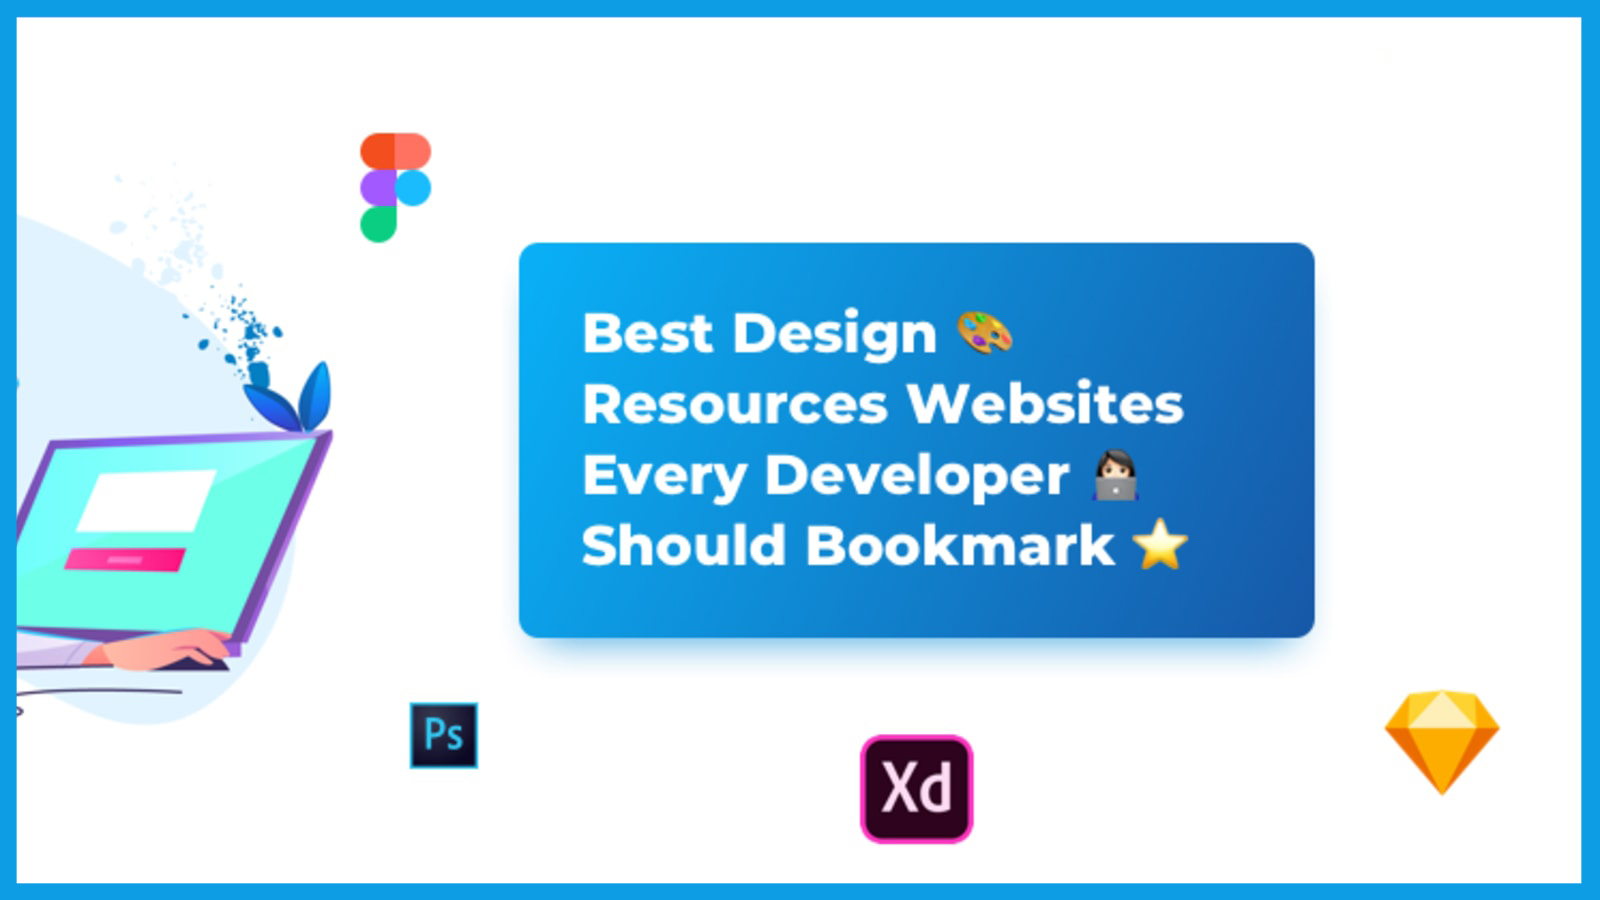 Best Design 🎨
Resources Websites
Every Developer 👩🏻‍💻
Should Bookmark ⭐
Ps
Xd